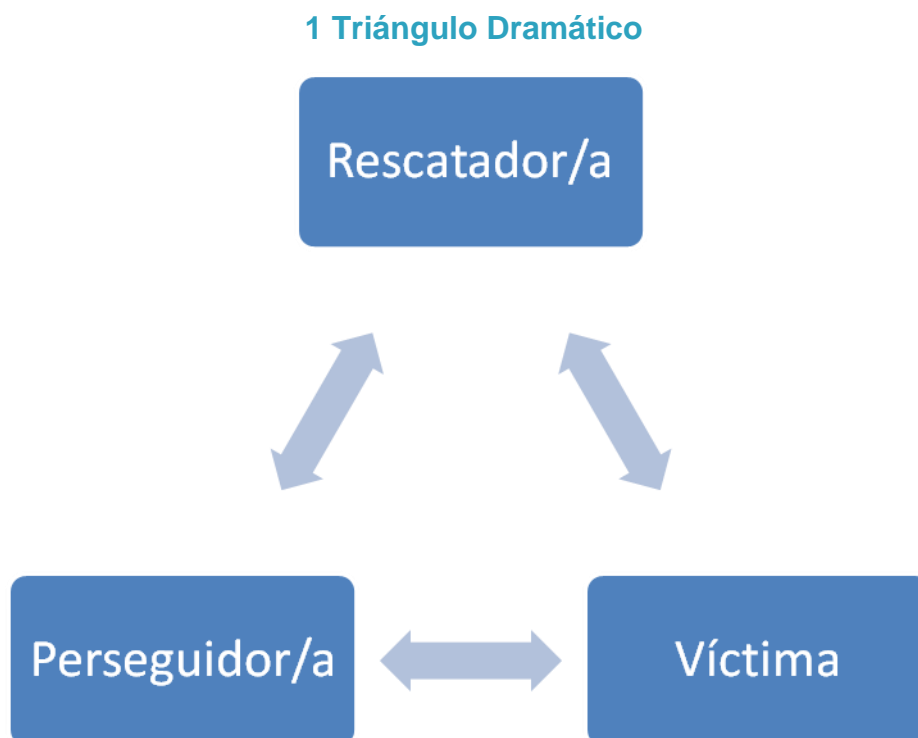 1 Triángulo Dramático
Rescatador/a
Perseguidor/a
Víctima